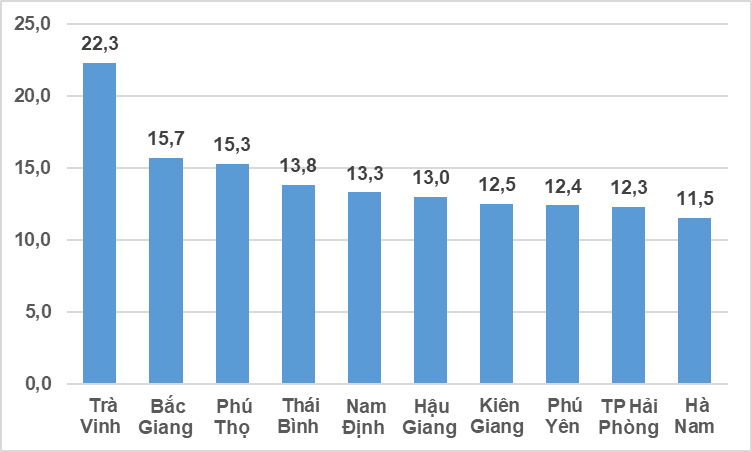 25,0
20,0
15,0
10,0
5,0
0,0
22,3
15,7
15,3
13,8
13,3
13,0
12,5
12,4
12,3
11,5
Trà
Vinh
Bắc
Giang
Phú
Thọ
Thái
Bình
Nam
Định
Hậu
Giang
Kiên
Giang
Phú
Yên
TP Hải
Phòng
Hà
Nam